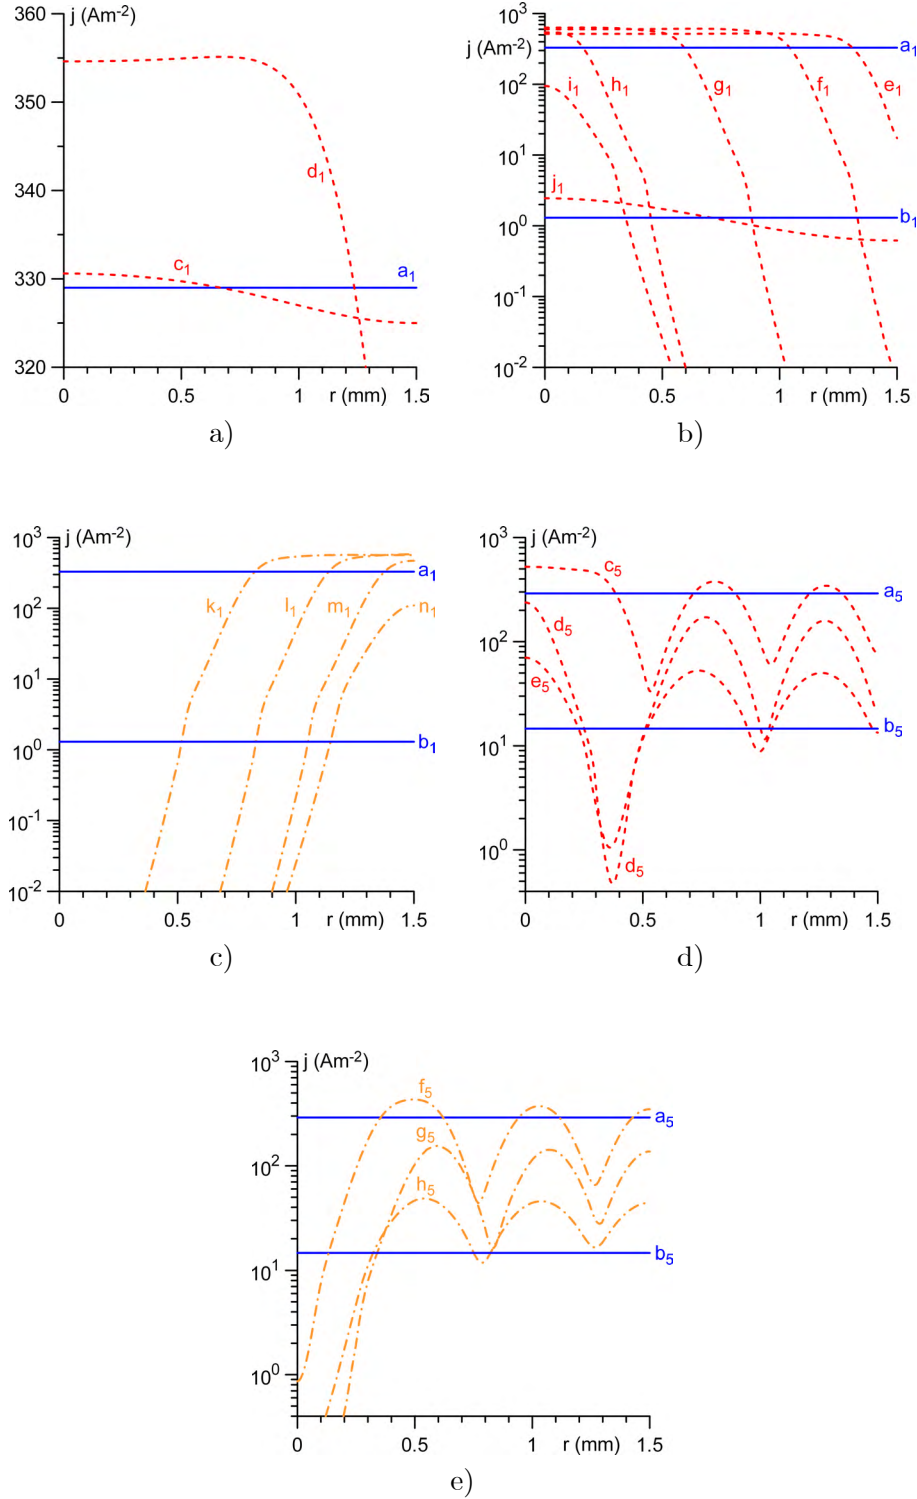 360 j (Am-2)
350
d1
340
330
c1
a1
320
0 0.5 1 r (mm) 1.5
a)
103
j (Am-2)
a1
102
i1 h1 g1 f1 e1
101
j1
100
b1
10-1
10-2
0 0.5 1 r (mm) 1.5
b)
103 j (Am-2)
a1
102
k1 l1 m1 n1
101
100
b1
10-1
10-2
0 0.5 1 r (mm) 1.5
c)
103 j (Am-2)
c5
a5
d5
102
e5
b5
101
100
d5
0 0.5 1 r (mm) 1.5
d)
103 j (Am-2)
f5
a5
g5
102
h5
b5
101
100
0 0.5 1 r (mm) 1.5
e)